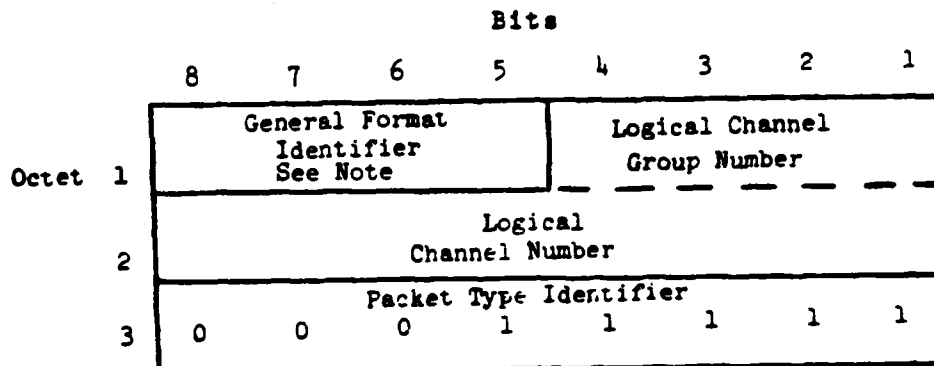 Bits
8 7 6 5 4 3 2 1
General Format
Identifier
See Note
Logical Channel
Group Number
Octet 1
Logical
Channel Number
2
Packet Type Identifier
3 0 0 0 1 1 1 1 1